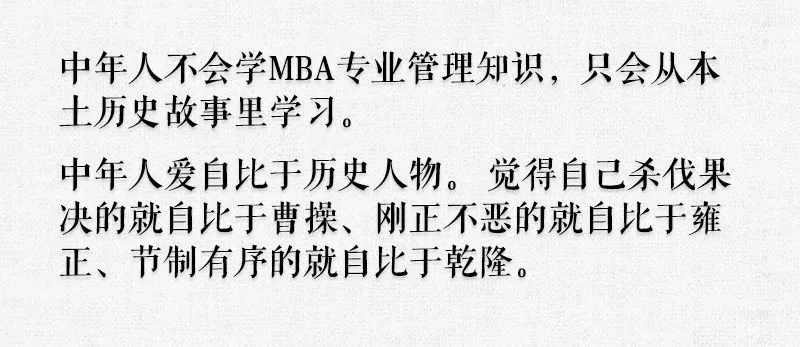 中年人不会学MBA专业管理知识，只会从本
土历史故事里学习。
中年人爱自比于历史人物。 觉得自己杀伐果
决的就自比于曹操、刚正不恶的就自比于雍
正、节制有序的就自比于乾隆。